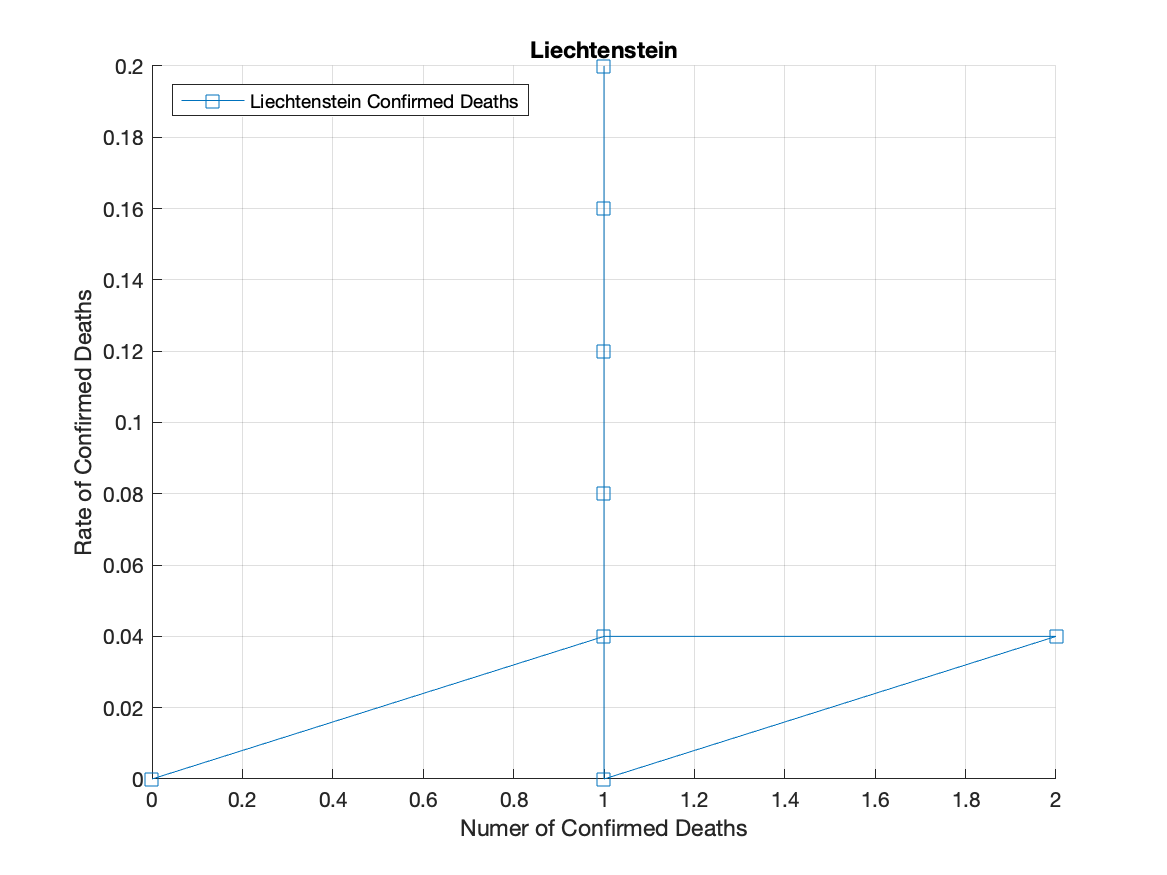 Liechtenstein
Liechtenstein Confirmed Deaths
0.2
0.18
0.16
0.14
0.12
0.1
0.08
0.06
0.04
0.02
0
Rate of Confirmed Deaths
0 0.2 0.4 0.6 0.8 1 1.2 1.4 1.6 1.8 2
Numer of Confirmed Deaths